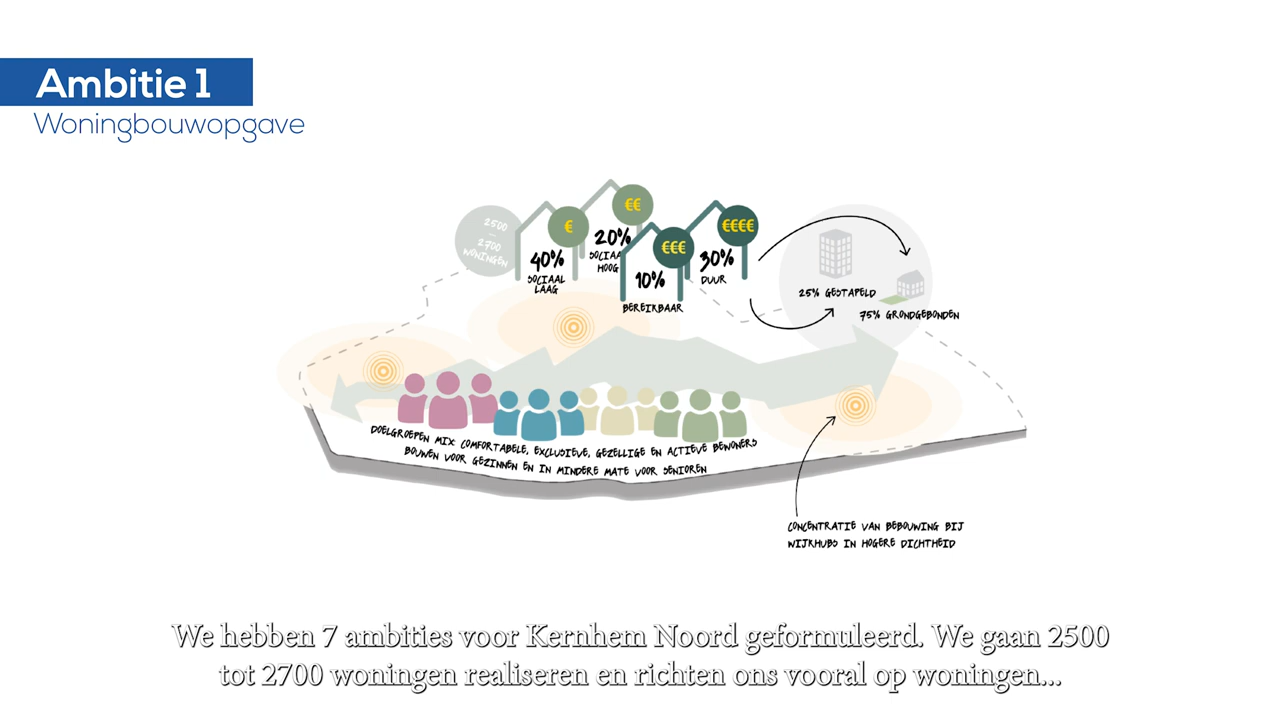 Ambitie 1
Woningbouwopgave
2500
-
2700
WONINGEN
€
40%
SOCIAAL
LAAG
€€
20%
SOCIAAL
HOOG
€€€
10%
BEREIKBAAR
€€€€
30%
DUUR
25% GESTAPELD
75% GRONDGEBONDEN
DOELGROEPEN MIX: COMFORTABELE, EXCLUSIEVE, GEZELLIGE EN ACTIEVE BEWONERS
BOUWEN VOOR GEZINNEN EN IN MINDERE MATE VOOR SENIOREN
CONCENTRATIE VAN BEBOUWING BIJ
WIJKHUBS IN HOGERE DICHTHEID
We hebben 7 ambities voor Kernhem Noord geformuleerd. We gaan 2500
tot 2700 woningen realiseren en richten ons vooral op woningen...